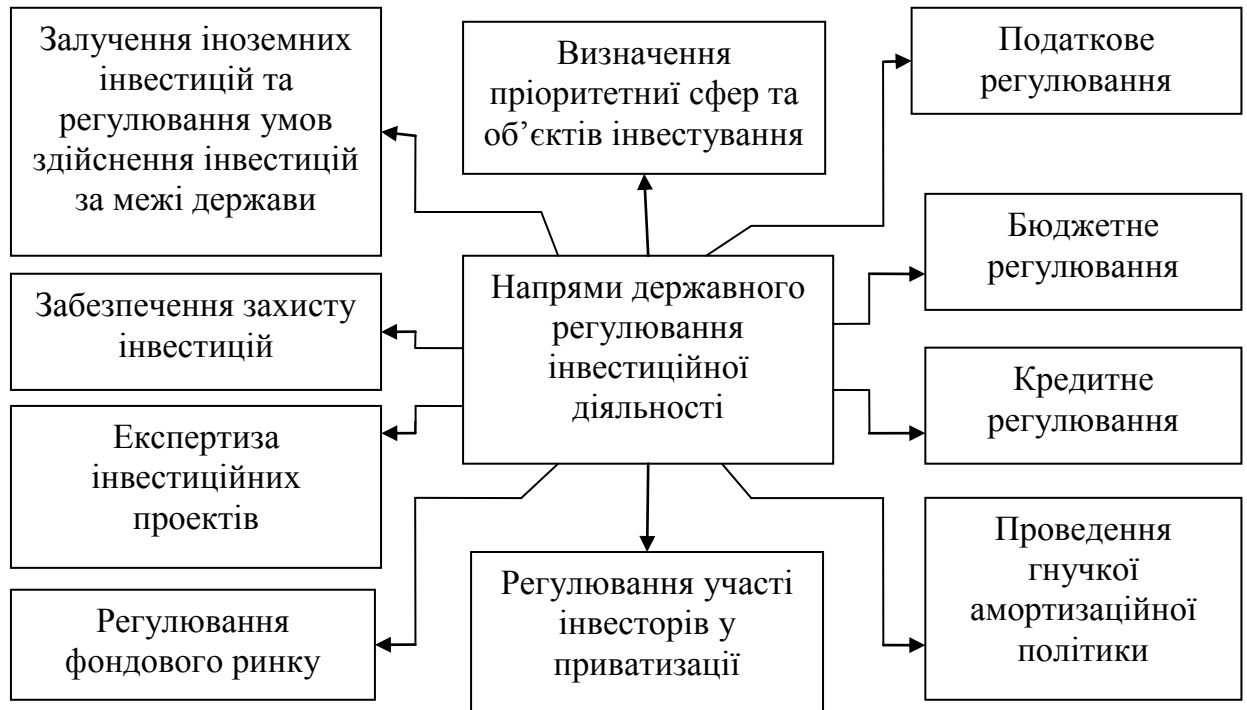 Залучення іноземних
інвестицій та
регулювання умов
здійснення інвестицій
за межі держави
Визначення
пріоритетниї сфер та
об’єктів інвестування
Податкове
регулювання
Забезпечення захисту
інвестицій
Напрями державного
регулювання
інвестиційної
діяльності
Бюджетне
регулювання
Експертиза
інвестиційних
проектів
Кредитне
регулювання
Регулювання
фондового ринку
Регулювання участі
інвесторів у
приватизації
Проведення
гнучкої
амортизаційної
політики